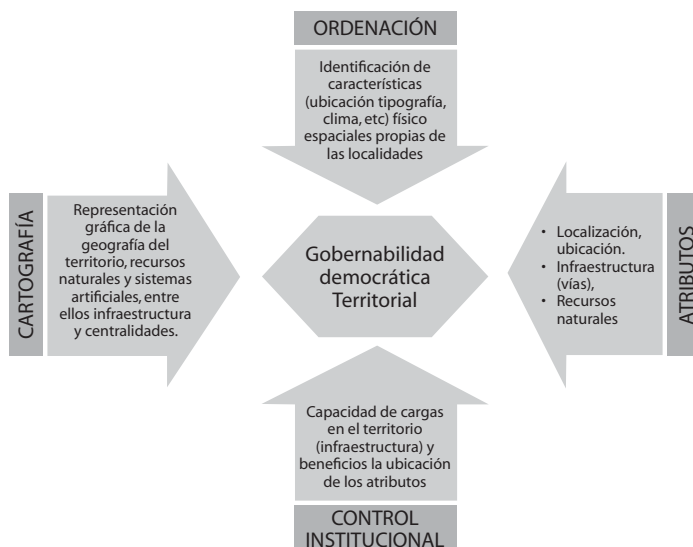 ORDENACIÓN
Identificación de
características
(ubicación tipografía,
clima, etc) físico
espaciales propias de
las localidades
CARTOGRAFÍA
Representación
gráfica de la
geografía del
territorio, recursos
naturales y sistemas
artificiales, entre
ellos infraestructura
y centralidades.
Gobernabilidad
democrática
Territorial
• Localización,
ubicación.
• Infraestructura
(vías),
• Recursos
naturales
ATRIBUTOS
Capacidad de cargas
en el territorio
(infraestructura) y
beneficios la ubicación
de los atributos
CONTROL
INSTITUCIONAL